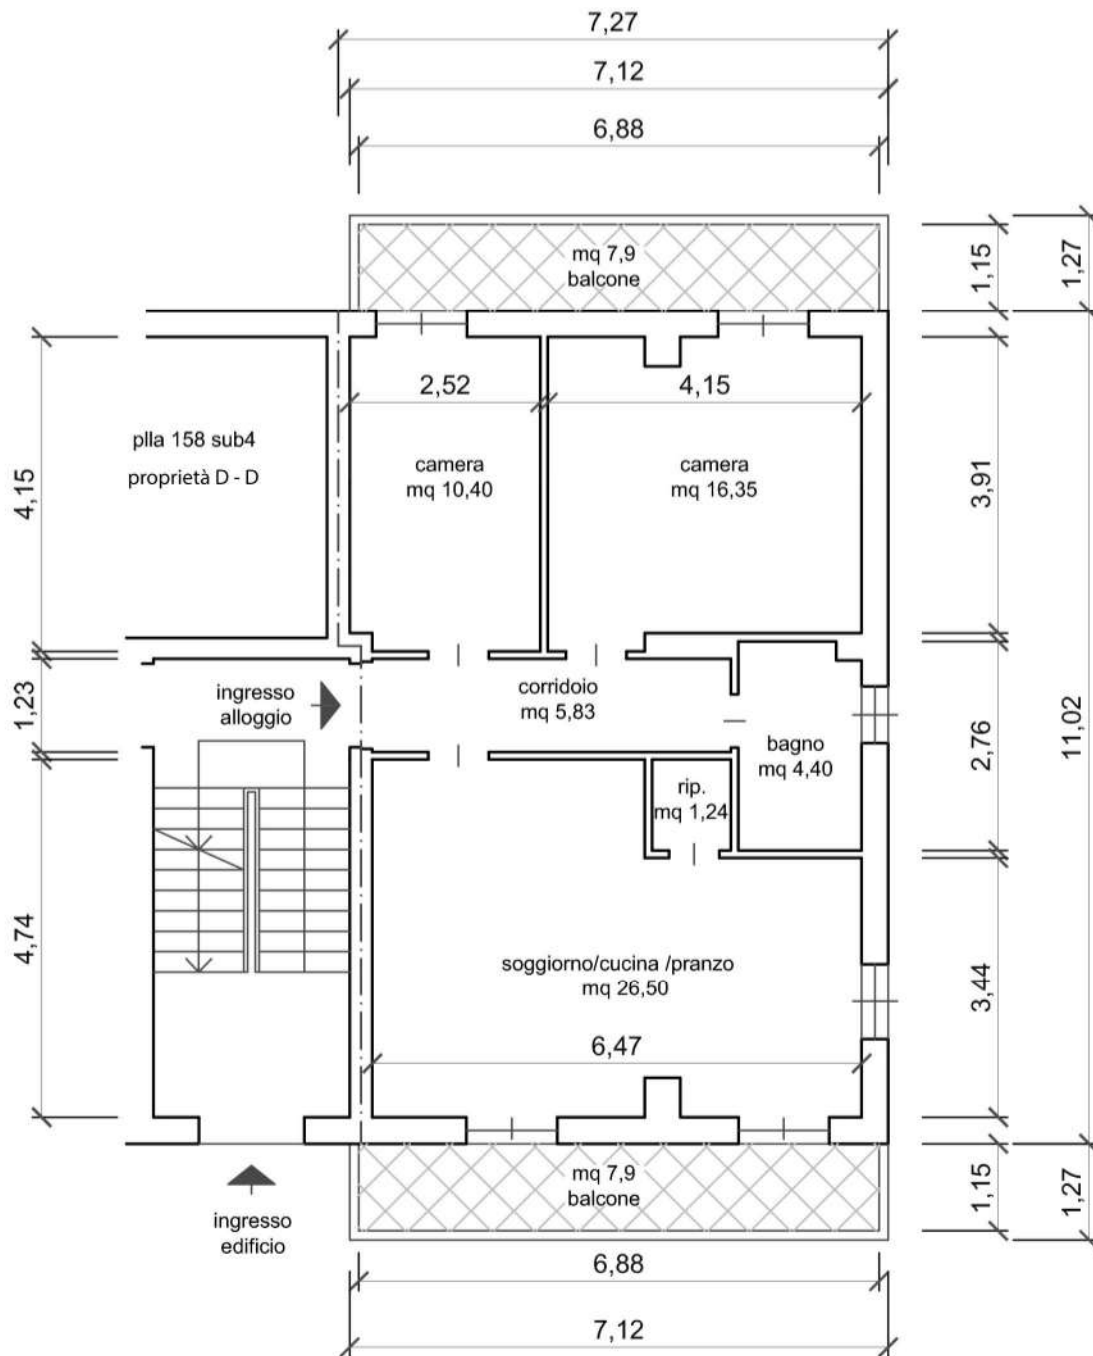 7,27
7,12
6,88
mq 7,9
balcone
1,15
1,27
2,52
4,15
plla 158 sub4
proprietà D - D
camera
mq 10,40
camera
mq 16,35
4,15
3,91
ingresso
alloggio
corridoio
mq 5,83
1,23
bagno
mq 4,40
2,76
11,02
rip.
mq 1,24
4,74
soggiorno/cucina /pranzo
mq 26,50
3,44
6,47
mq 7,9
balcone
1,15
1,27
ingresso
edificio
6,88
7,12